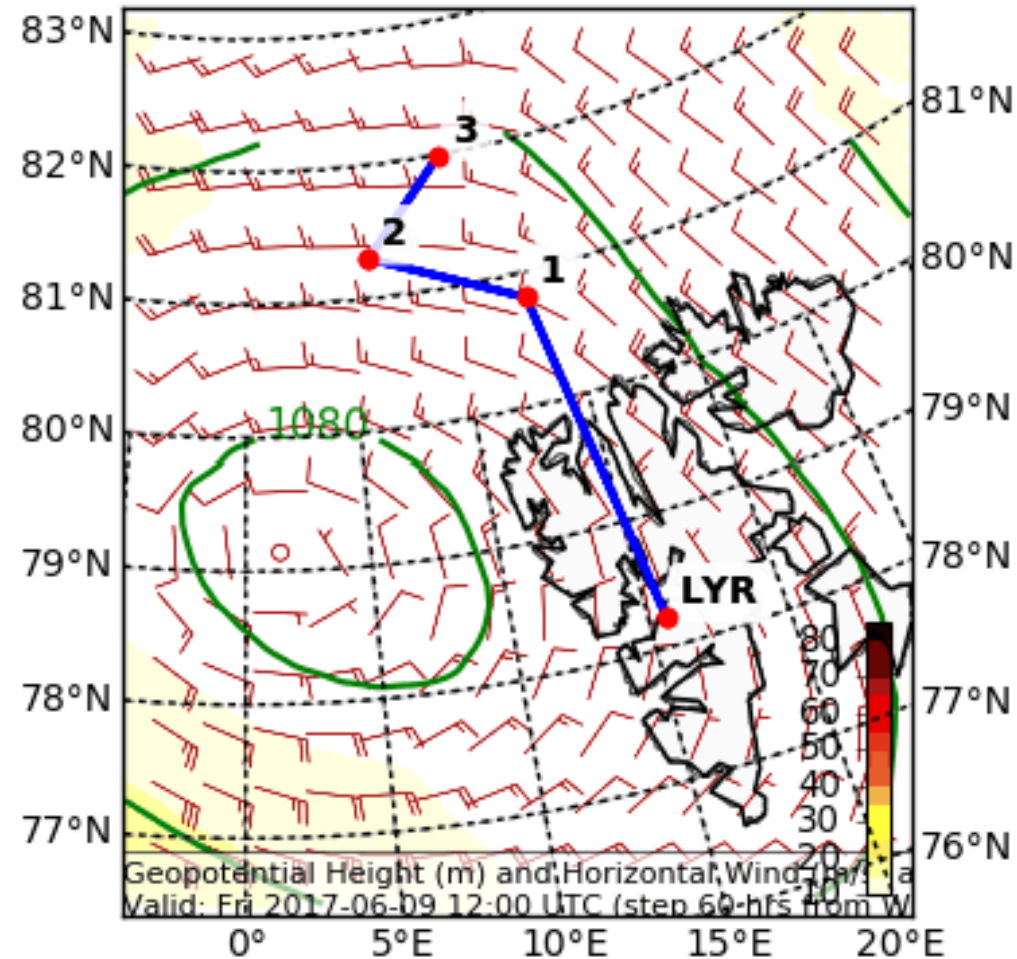 83°N
81°N
3
82°N
2
80°N
1
81°N
79°N
1080
80°N
78°N
79°N
LYR
80
70
78°N
77°N
60
50
40
77°N
30
76°N
20
Geopotential Height (m) and Horizontal Wind (m/s) a
10
Valid: Fri 2017-06-09 12:00 UTC (step 60-hrs from W
0° 5°E 10°E 15°E 20°E